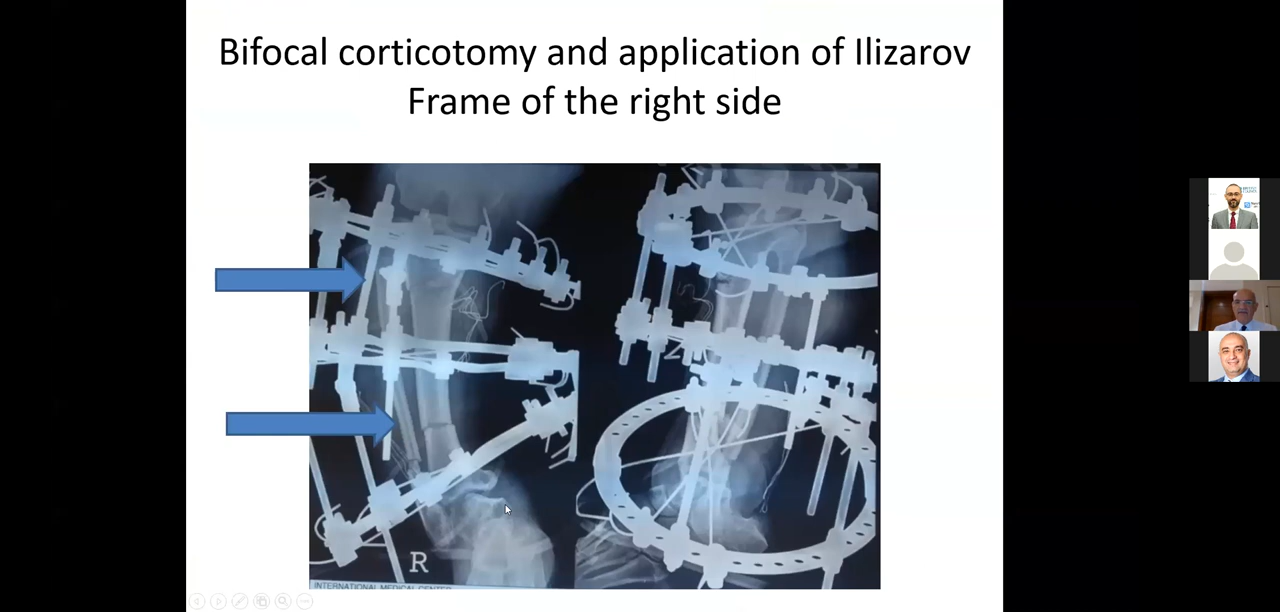 Bifocal corticotomy and application of Ilizarov
Frame of the right side
R
INTERNATIONAL MEDICAL CENTER